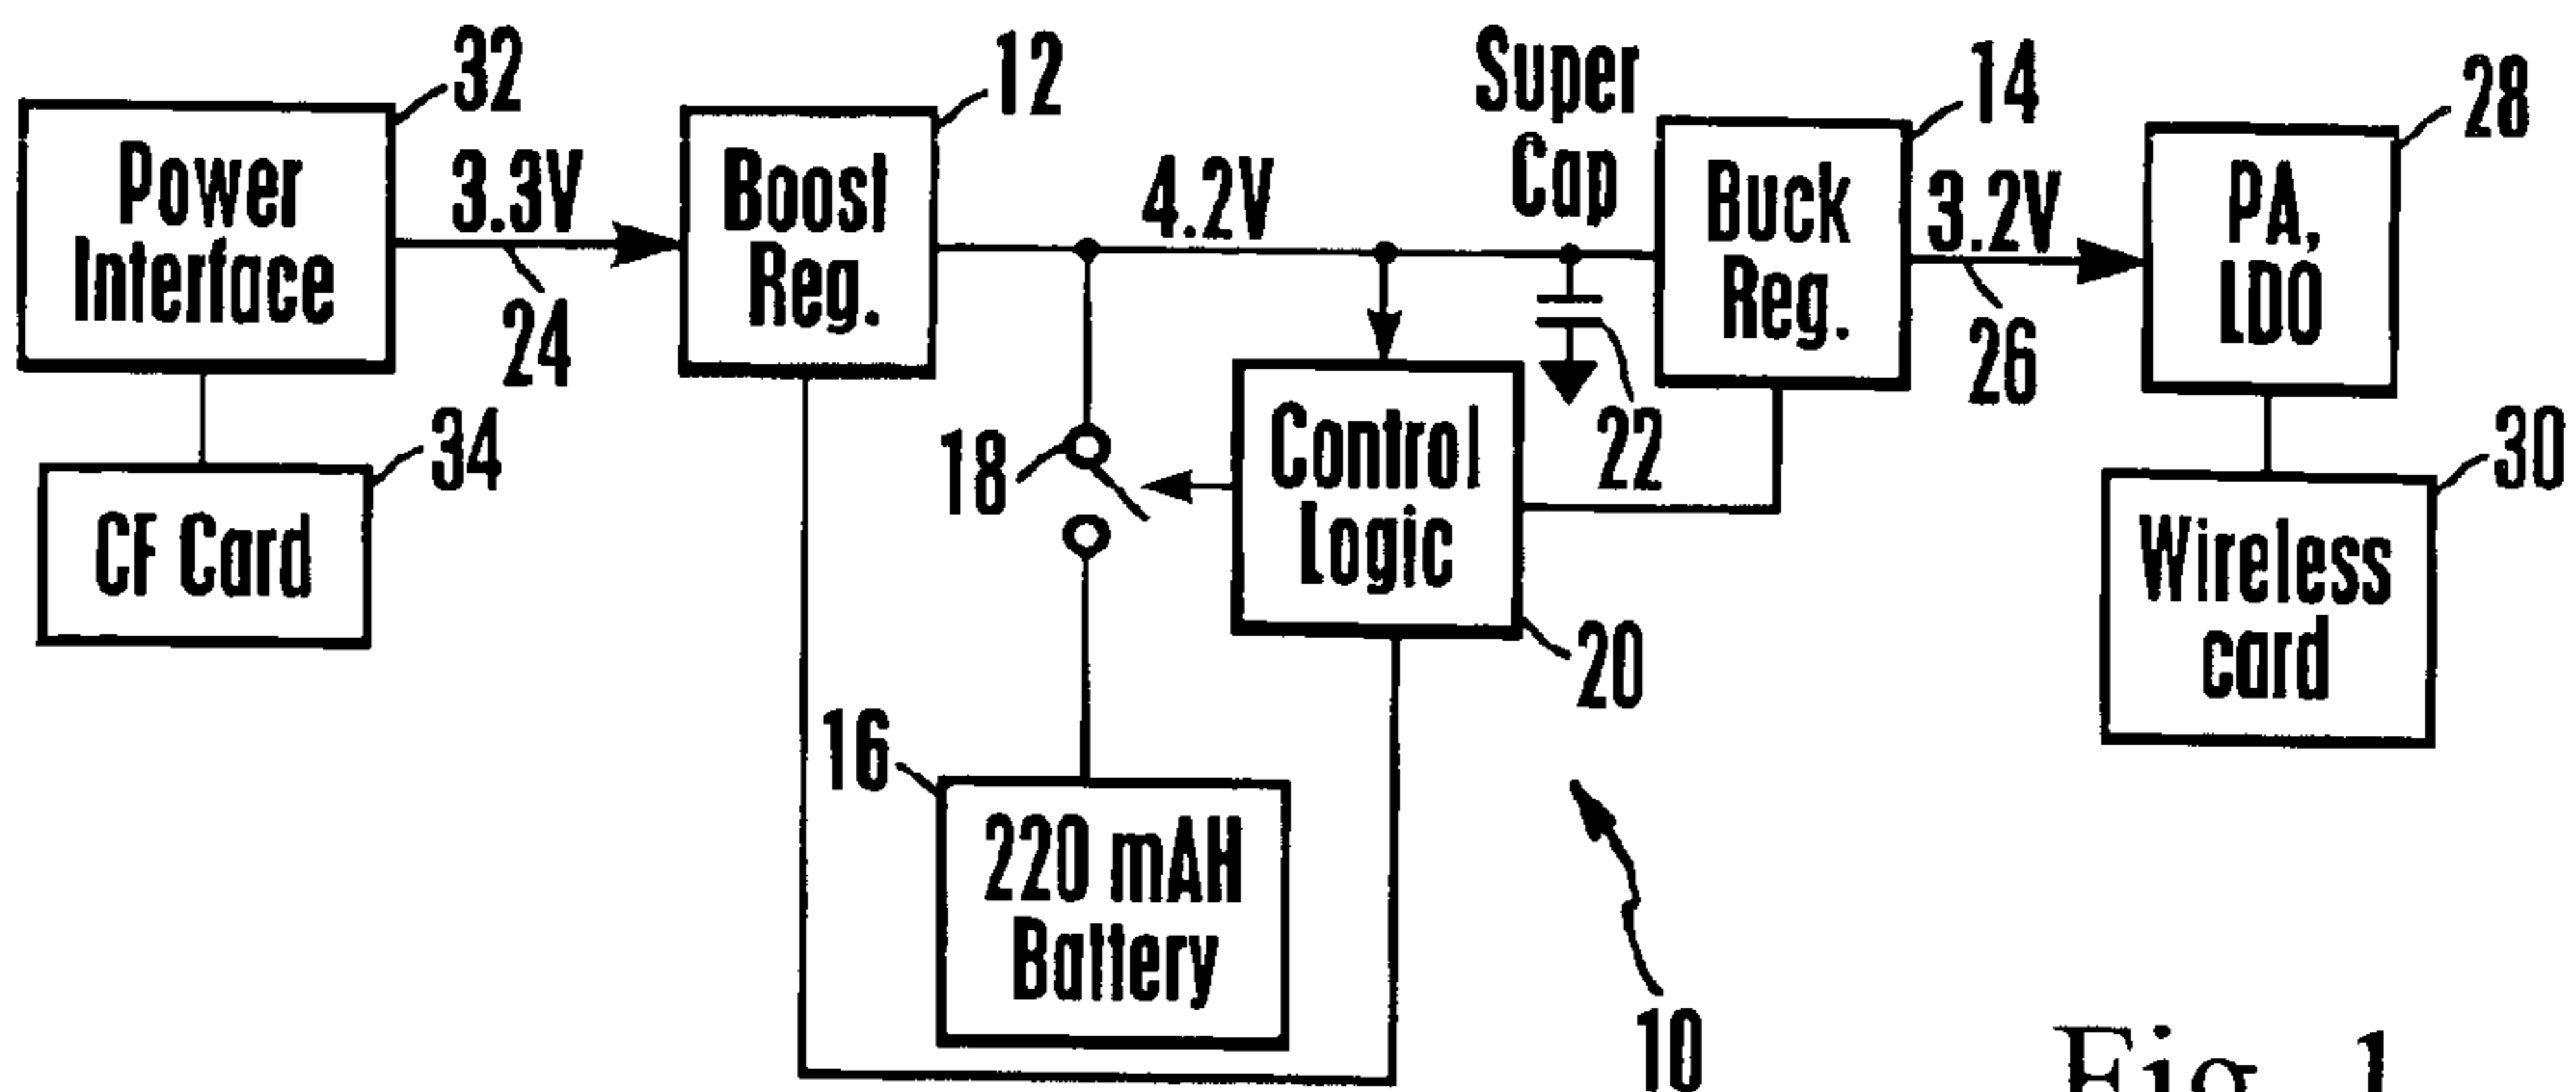 32
Power
Interface
3.3V
24
34
CF Card
12
Boost
Reg.
4.2V
18
16
220 mAH
Battery
Control
Logic
20
Super
Cap
22
14
Buck
Reg.
3.2V
26
28
PA,
LDO
30
Wireless
card
10
Fig. 1